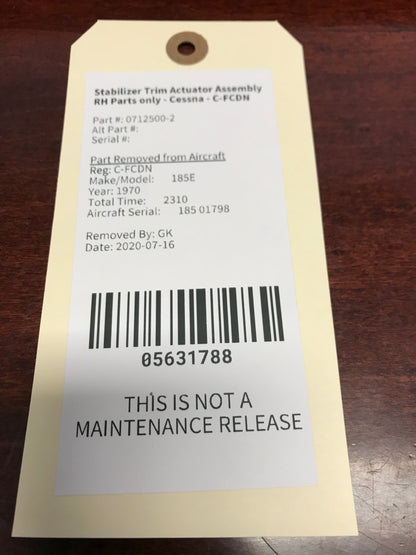 Stabilizer Trim Actuator Assembly
RH Parts only - Cessna - C-FCDN
Part #: 0712500-2
Alt Part #:
Serial #:
Part Removed from Aircraft
Reg: C-FCDN
Make/Model: 185E
Year: 1970
Total Time: 2310
Aircraft Serial: 185 01798
Removed By: GK
Date: 2020-07-16
05631788
THIS IS NOT A
MAINTENANCE RELEASE